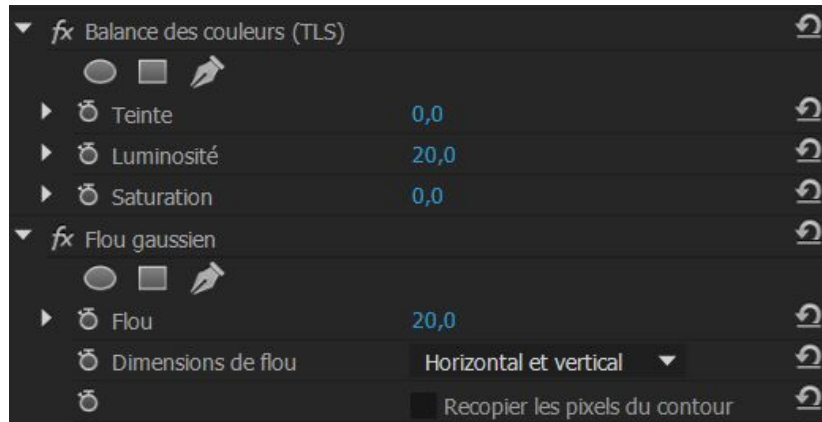 fx Balance des couleurs (TLS)
Teinte 0,0
Luminosité 20,0
Saturation 0,0
fx Flou gaussien
Flou 20,0
Dimensions de flou Horizontal et vertical
Recopier les pixels du contour